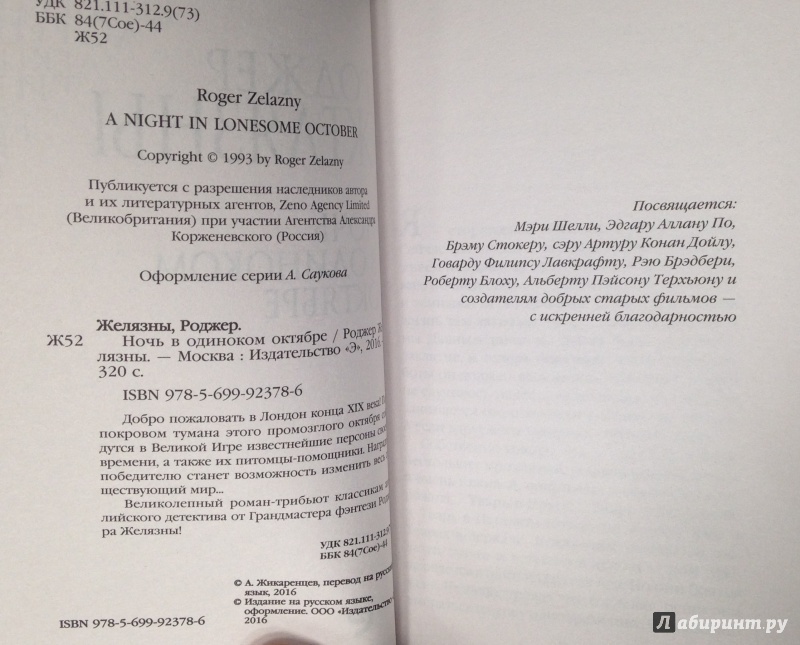 УДК 821.111-312.9(73)
ББК 84(7Сое)-44
Ж52
Roger Zelazny
A NIGHT IN LONESOME OCTOBER
Copyright © 1993 by Roger Zelazny
Публикуется с разрешения наследников автора
и их литературных агентов, Zeno Agency Limited
(Великобритания) при участии Агентства Александра
Корженевского (Россия)
Оформление серии А. Саукова
Желязны, Роджер.
Ж52 Ночь в одиноком октябре / Роджер
лязны. — Москва : Издательство «Э», 2016.
320 с.
ISBN 978-5-699-92378-6
Добро пожаловать в Лондон конца XIX века!
покровом тумана этого промозглого октября
дутся в Великой Игре известнейшие персоны
времени, а также их питомцы-помощники.
победителю станет возможность изменить весь
ществующий мир...
Великолепный роман-трибьют классикам
лийского детектива от Грандмастера фэнтези
ра Желязны!
УДК 821.111-312.9(7
ББК 84(7Сое)-44
© А. Жикаренцев, перевод на
язык, 2016
© Издание на русском языке,
оформление. ООО «Издательство
2016
ISBN 978-5-699-92378-6
Посвящается:
Мэри Шелли, Эдгару Аллану По,
Брэму Стокеру, сэру Артуру Конан Дойлу,
Говарду Филипсу Лавкрафту, Рэю Брэдбери,
Роберту Блоху, Альберту Пэйсону Терхьюну и
создателям добрых старых фильмов —
с искренней благодарностью
Лабиринт.ру